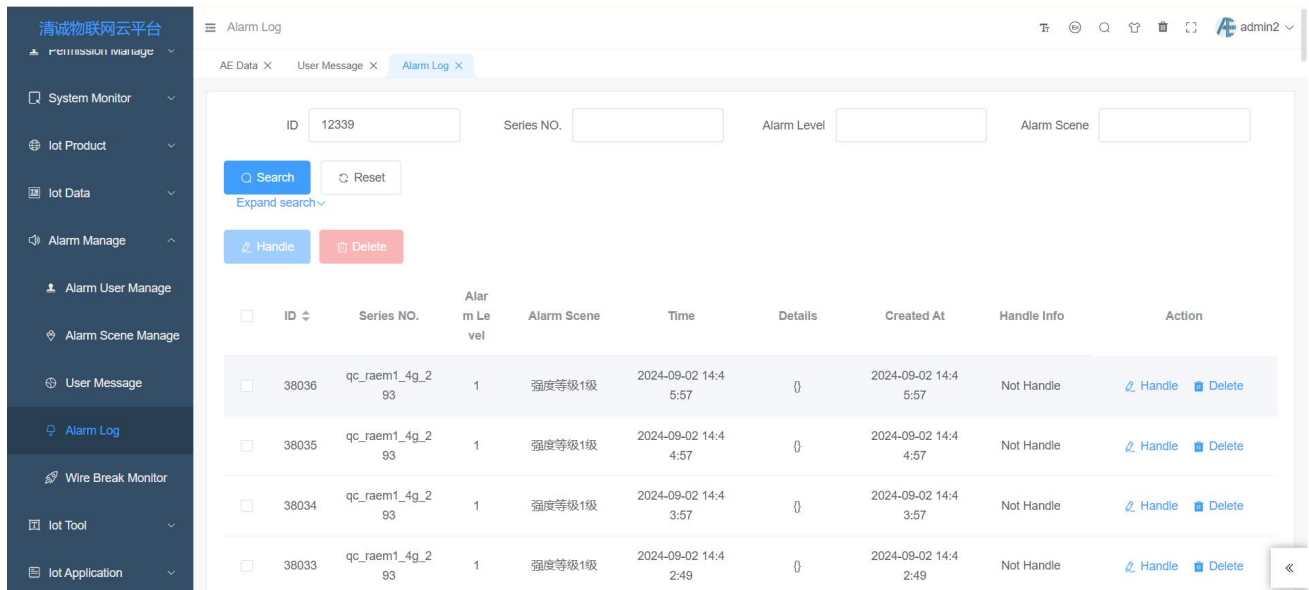 清诚物联网云平台
Alarm Log
En
admin2
Permission Manage
AE Data
User Message
Alarm Log
System Monitor
Iot Product
Iot Data
Alarm Manage
Alarm User Manage
Alarm Scene Manage
User Message
Alarm Log
Wire Break Monitor
Iot Tool
Iot Application
ID 12339 Series NO. Alarm Level Alarm Scene
Search Reset
Expand search
Handle Delete
ID Series NO. Alar Alarm Scene Time Details Created At Handle Info Action
m Le
vel
38036 qc_raem1_4g_2 1 强度等级1级 2024-09-02 14:4 {} 2024-09-02 14:4 Not Handle Handle Delete
93 5:57 5:57
38035 qc_raem1_4g_2 1 强度等级1级 2024-09-02 14:4 {} 2024-09-02 14:4 Not Handle Handle Delete
93 4:57 4:57
38034 qc_raem1_4g_2 1 强度等级1级 2024-09-02 14:4 {} 2024-09-02 14:4 Not Handle Handle Delete
93 3:57 3:57
38033 qc_raem1_4g_2 1 强度等级1级 2024-09-02 14:4 {} 2024-09-02 14:4 Not Handle Handle Delete
93 2:49 2:49